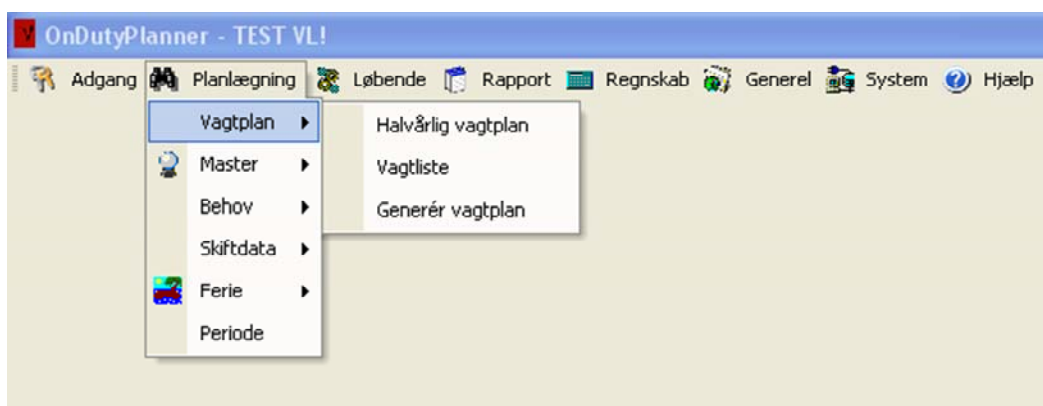 OnDutyPlanner - TEST VL!
Adgang Planlægning Løbende Rapport Regnskab Generel System Hjælp
Vagtplan Halvårlig vagtplan
Master Vagtliste
Behov Generér vagtplan
Skiftdata
Ferie
Periode